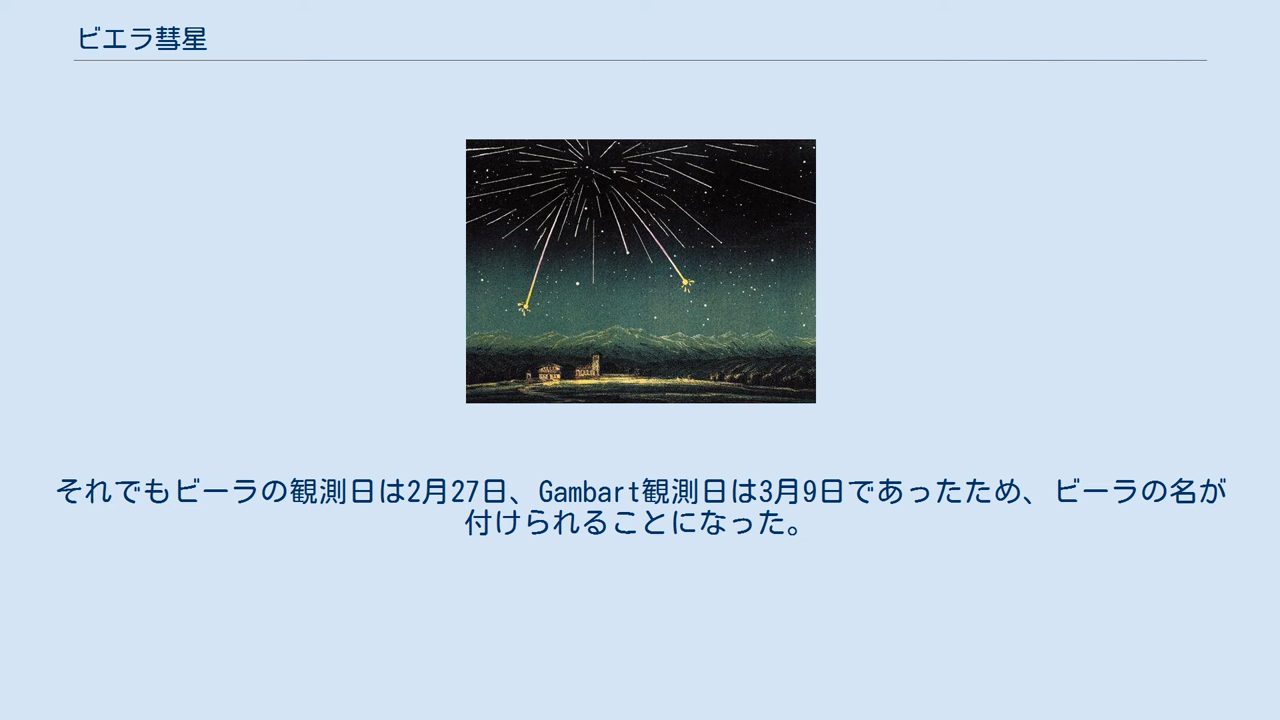 ビエラ彗星
それでもビーラの観測日は2月27日、Gambart観測日は3月9日であったため、ビーラの名が
付けられることになった。